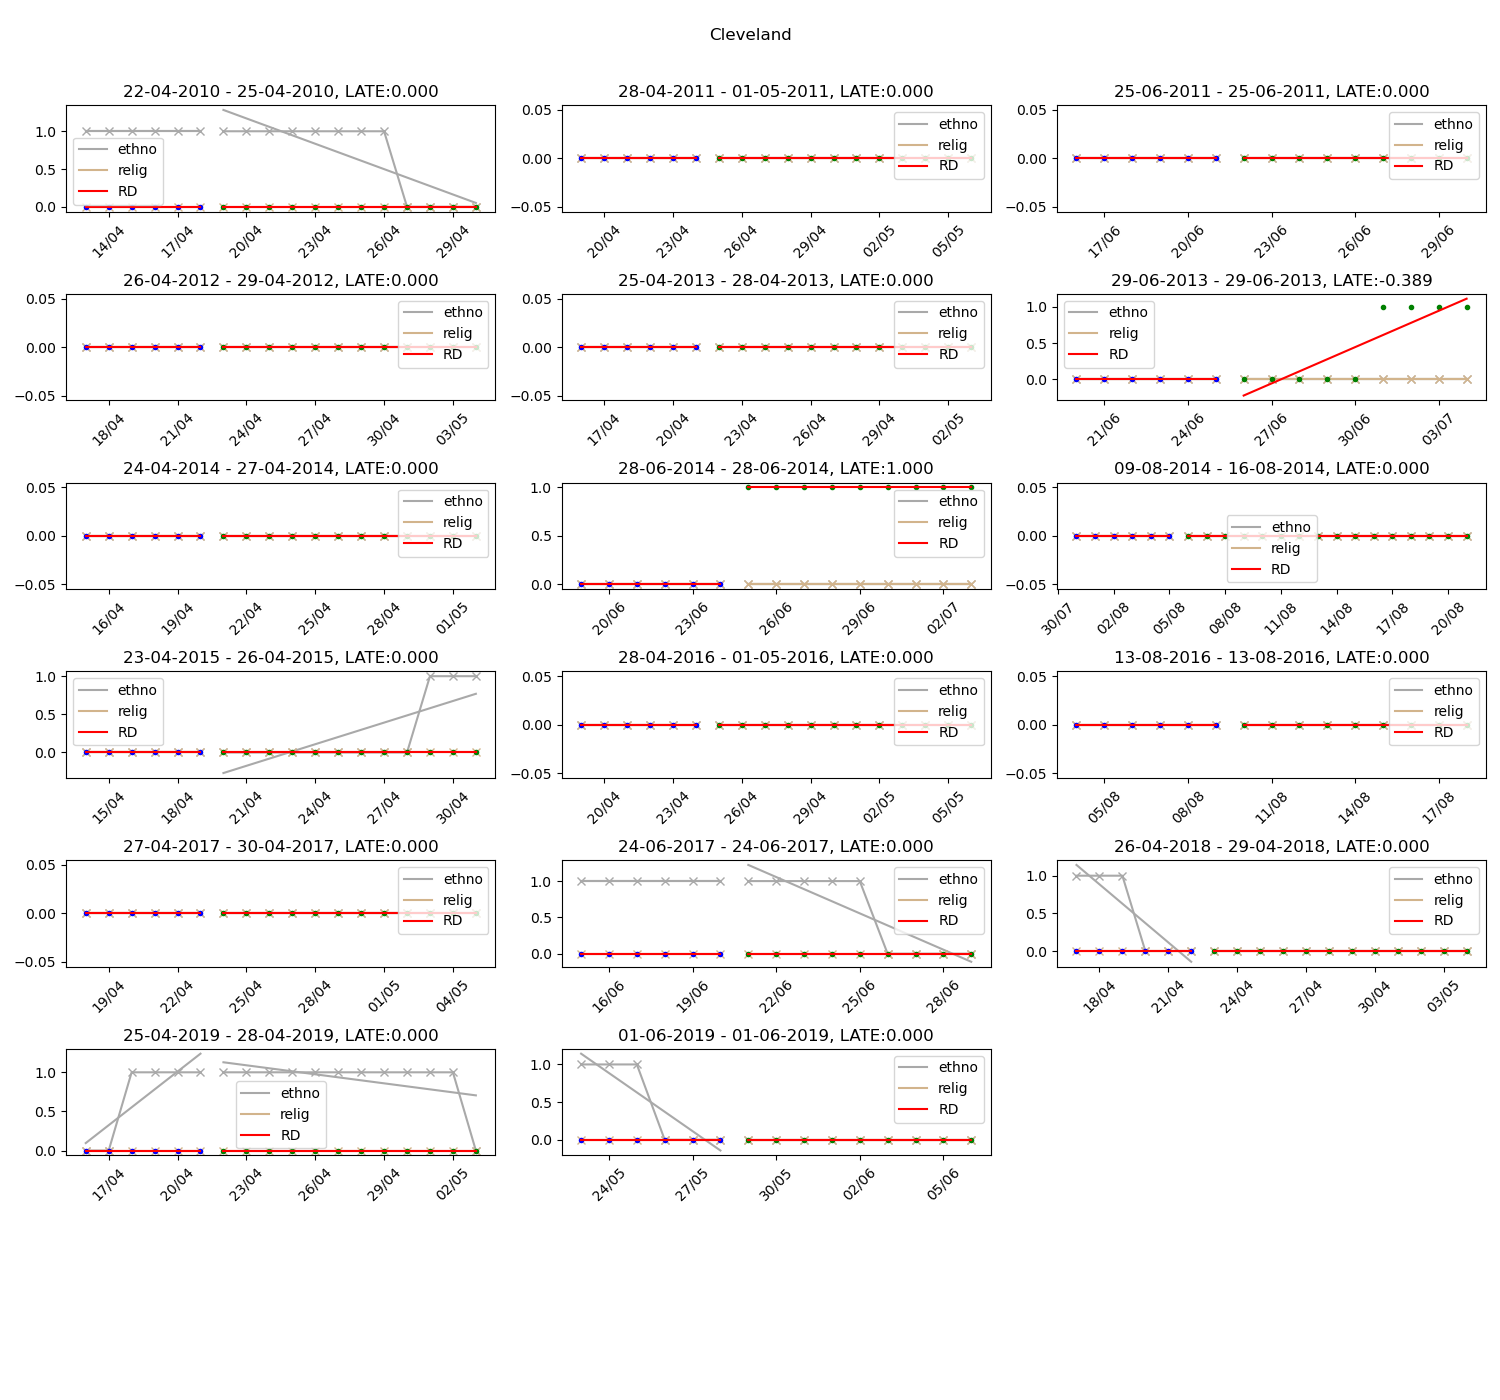 Cleveland
22-04-2010 - 25-04-2010, LATE:0.000
1.0
0.5
0.0
ethno
relig
RD
14/04 17/04 20/04 23/04 26/04 29/04
28-04-2011 - 01-05-2011, LATE:0.000
0.05
0.00
−0.05
ethno
relig
RD
20/04 23/04 26/04 29/04 02/05 05/05
25-06-2011 - 25-06-2011, LATE:0.000
0.05
0.00
−0.05
ethno
relig
RD
17/06 20/06 23/06 26/06 29/06
26-04-2012 - 29-04-2012, LATE:0.000
0.05
0.00
−0.05
ethno
relig
RD
18/04 21/04 24/04 27/04 30/04 03/05
25-04-2013 - 28-04-2013, LATE:0.000
0.05
0.00
−0.05
ethno
relig
RD
17/04 20/04 23/04 26/04 29/04 02/05
29-06-2013 - 29-06-2013, LATE:-0.389
1.0
0.5
0.0
ethno
relig
RD
21/06 24/06 27/06 30/06 03/07
24-04-2014 - 27-04-2014, LATE:0.000
0.05
0.00
−0.05
ethno
relig
RD
16/04 19/04 22/04 25/04 28/04 01/05
28-06-2014 - 28-06-2014, LATE:1.000
1.0
0.5
0.0
ethno
relig
RD
20/06 23/06 26/06 29/06 02/07
09-08-2014 - 16-08-2014, LATE:0.000
0.05
0.00
−0.05
ethno
relig
RD
30/07 02/08 05/08 08/08 11/08 14/08 17/08 20/08
23-04-2015 - 26-04-2015, LATE:0.000
1.0
0.5
0.0
ethno
relig
RD
15/04 18/04 21/04 24/04 27/04 30/04
28-04-2016 - 01-05-2016, LATE:0.000
0.05
0.00
−0.05
ethno
relig
RD
20/04 23/04 26/04 29/04 02/05 05/05
13-08-2016 - 13-08-2016, LATE:0.000
0.05
0.00
−0.05
ethno
relig
RD
05/08 08/08 11/08 14/08 17/08
27-04-2017 - 30-04-2017, LATE:0.000
0.05
0.00
−0.05
ethno
relig
RD
19/04 22/04 25/04 28/04 01/05 04/05
24-06-2017 - 24-06-2017, LATE:0.000
1.0
0.5
0.0
ethno
relig
RD
16/06 19/06 22/06 25/06 28/06
26-04-2018 - 29-04-2018, LATE:0.000
1.0
0.5
0.0
ethno
relig
RD
18/04 21/04 24/04 27/04 30/04 03/05
25-04-2019 - 28-04-2019, LATE:0.000
1.0
0.5
0.0
ethno
relig
RD
17/04 20/04 23/04 26/04 29/04 02/05
01-06-2019 - 01-06-2019, LATE:0.000
1.0
0.5
0.0
ethno
relig
RD
24/05 27/05 30/05 02/06 05/06